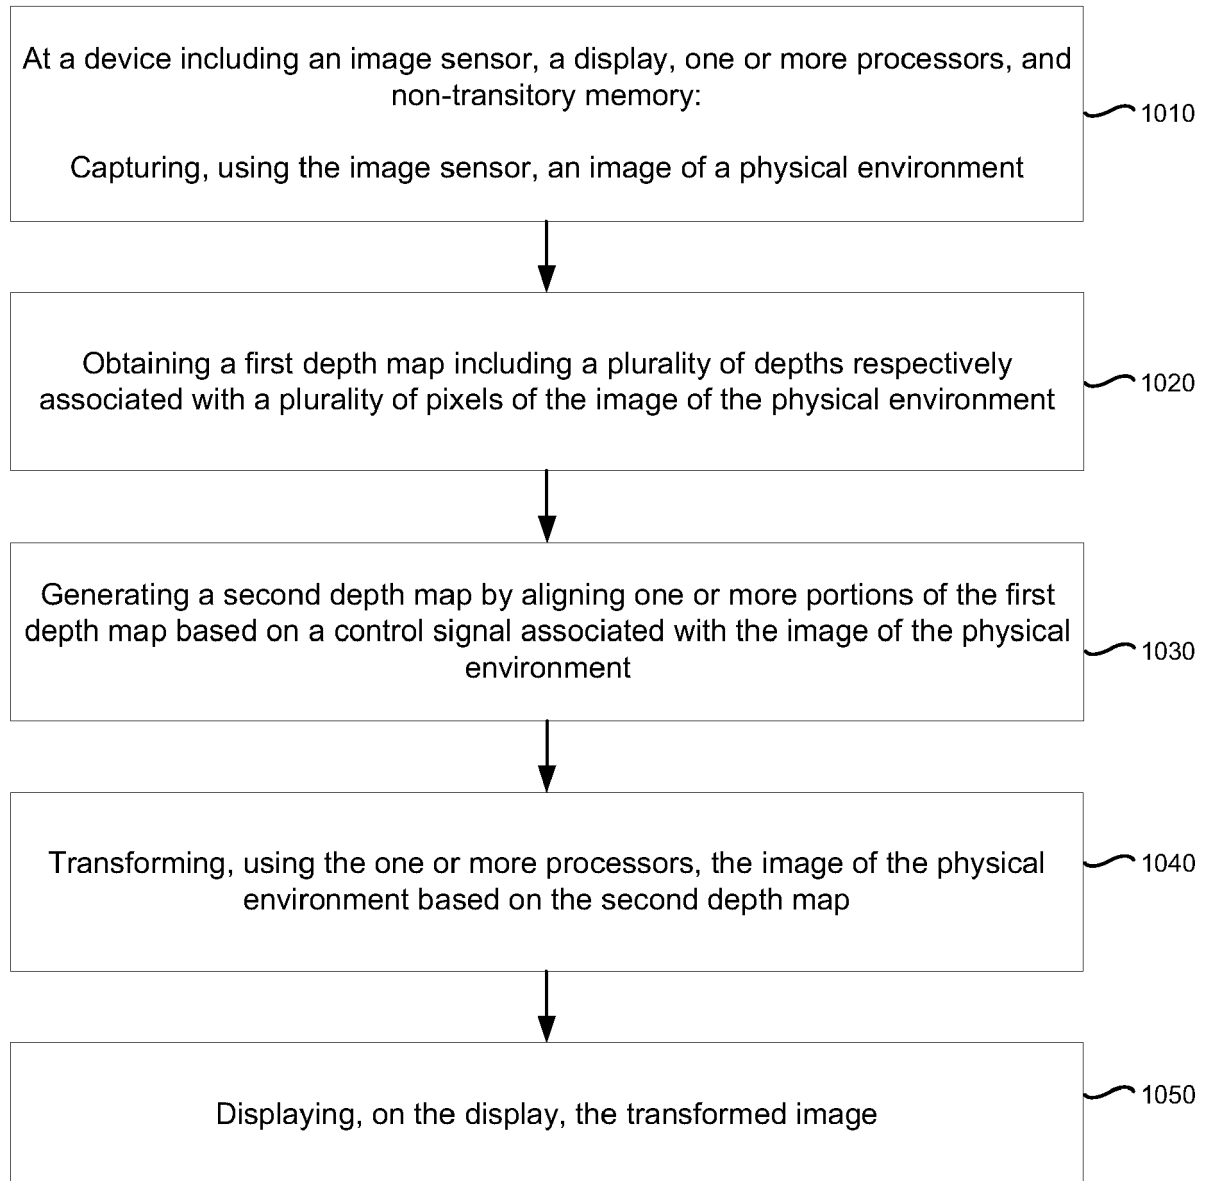 At a device including an image sensor, a display, one or more processors, and
non-transitory memory:
Capturing, using the image sensor, an image of a physical environment
1010
Obtaining a first depth map including a plurality of depths respectively
associated with a plurality of pixels of the image of the physical environment
1020
Generating a second depth map by aligning one or more portions of the first
depth map based on a control signal associated with the image of the physical
environment
1030
Transforming, using the one or more processors, the image of the physical
environment based on the second depth map
1040
Displaying, on the display, the transformed image
1050